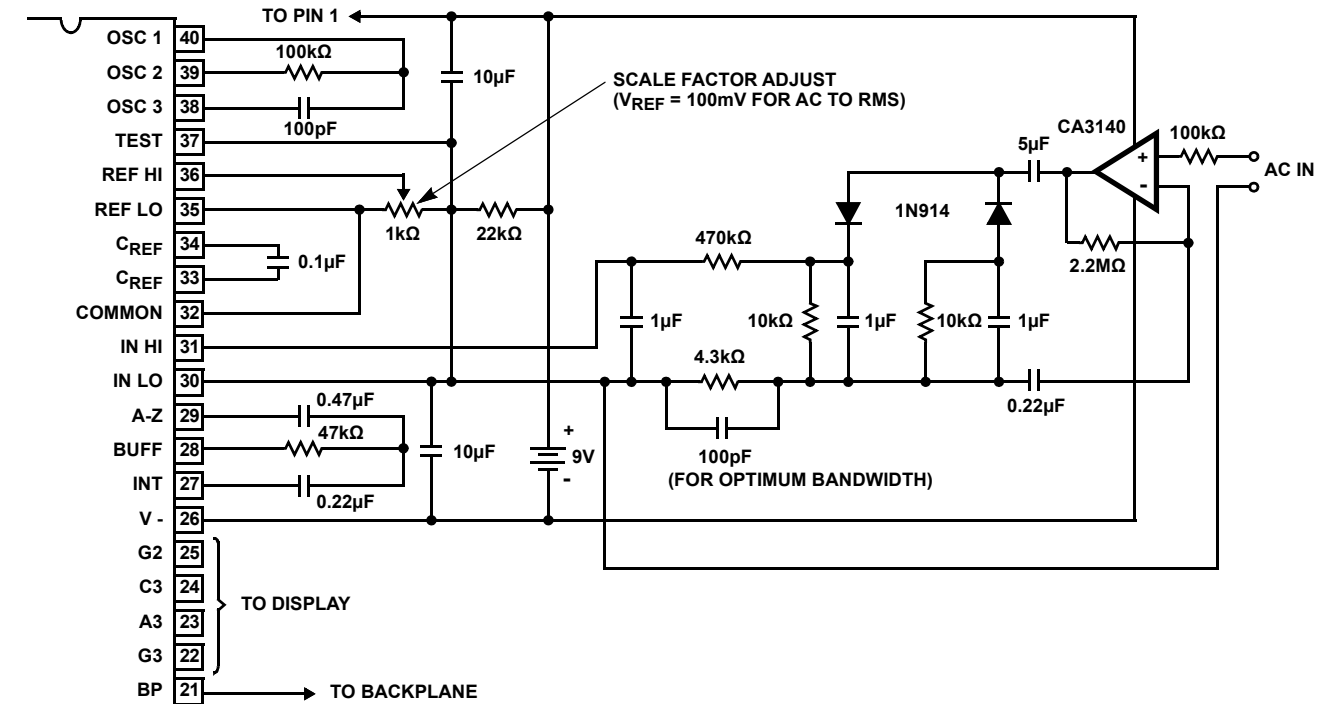 TO PIN 1
OSC 1 40
100kΩ
OSC 2 39
10µF
SCALE FACTOR ADJUST
(VREF = 100mV FOR AC TO RMS)
OSC 3 38
100pF
TEST 37
CA3140
100kΩ
5µF
+
-
AC IN
REF HI 36
REF LO 35
1kΩ
22kΩ
1N914
CREF 34
0.1µF
470kΩ
2.2MΩ
CREF 33
COMMON 32
1µF
10kΩ
1µF
10kΩ
1µF
IN HI 31
4.3kΩ
IN LO 30
0.22µF
A-Z 29
0.47µF
47kΩ
BUFF 28
10µF
+
9V
-
100pF
(FOR OPTIMUM BANDWIDTH)
INT 27
0.22µF
V - 26
G2 25
C3 24
TO DISPLAY
A3 23
G3 22
BP 21
TO BACKPLANE